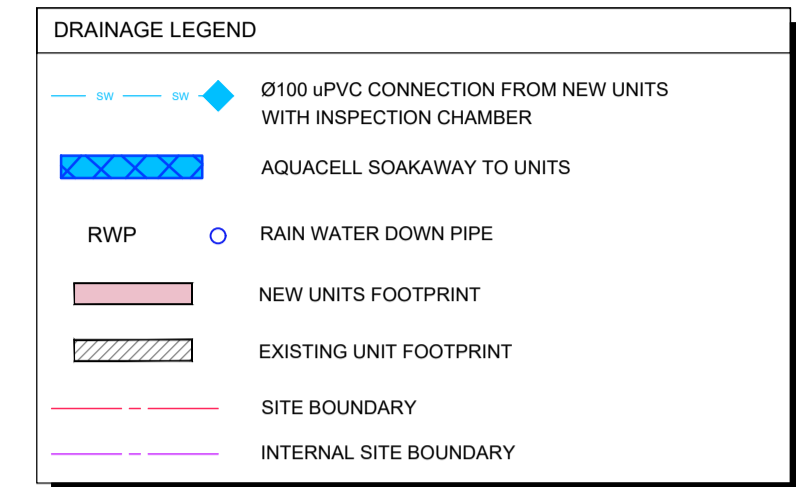 DRAINAGE LEGEND
SW SW Ø100 uPVC CONNECTION FROM NEW UNITS
WITH INSPECTION CHAMBER
AQUACELL SOAKAWAY TO UNITS
RWP RAIN WATER DOWN PIPE
NEW UNITS FOOTPRINT
EXISTING UNIT FOOTPRINT
SITE BOUNDARY
INTERNAL SITE BOUNDARY